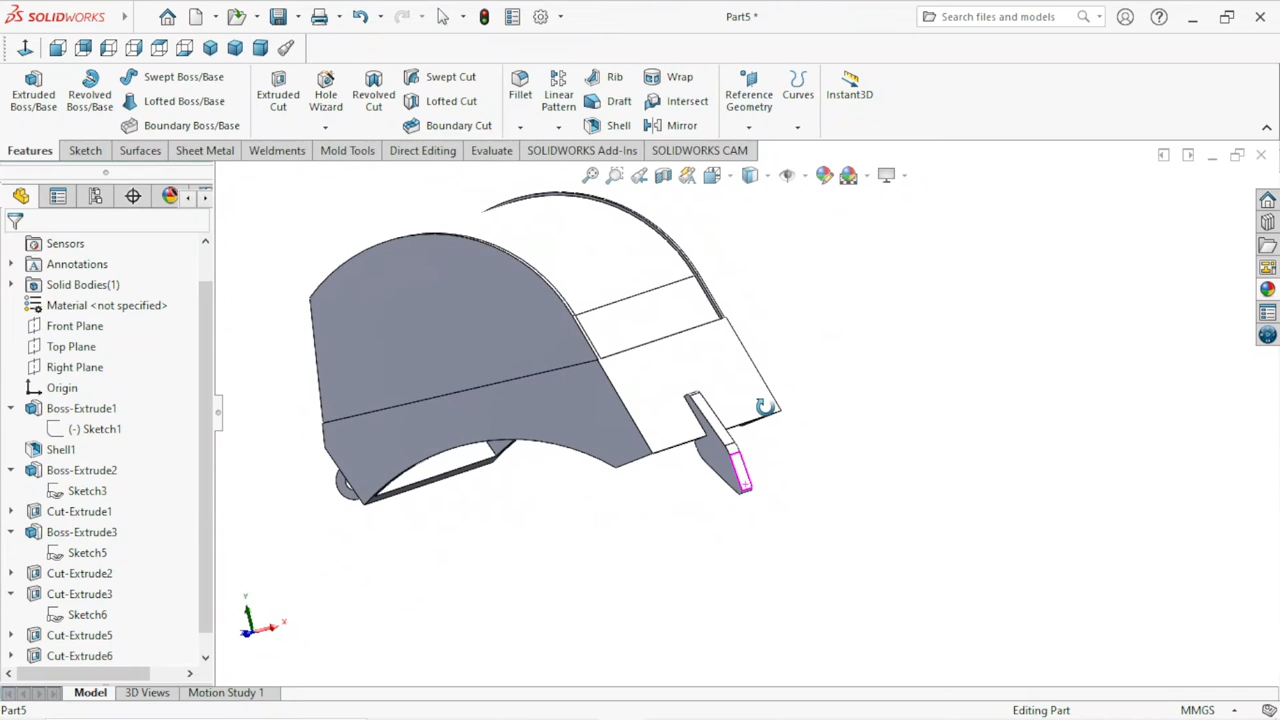 SOLIDWORKS
Part5 *
Search files and models
Extruded Boss/Base
Revolved Boss/Base
Swept Boss/Base
Lofted Boss/Base
Boundary Boss/Base
Extruded Cut
Hole Wizard
Revolved Cut
Swept Cut
Lofted Cut
Boundary Cut
Fillet
Linear Pattern
Rib
Draft
Shell
Wrap
Intersect
Mirror
Reference Geometry
Curves
Instant3D
Features
Sketch
Surfaces
Sheet Metal
Weldments
Mold Tools
Direct Editing
Evaluate
SOLIDWORKS Add-Ins
SOLIDWORKS CAM
Sensors
Annotations
Solid Bodies(1)
Material <not specified>
Front Plane
Top Plane
Right Plane
Origin
Boss-Extrude1
(-) Sketch1
Shell1
Boss-Extrude2
Sketch3
Cut-Extrude1
Boss-Extrude3
Sketch5
Cut-Extrude2
Cut-Extrude3
Sketch6
Cut-Extrude5
Cut-Extrude6
Y
X
Model
3D Views
Motion Study 1
Part5
Editing Part
MMGS